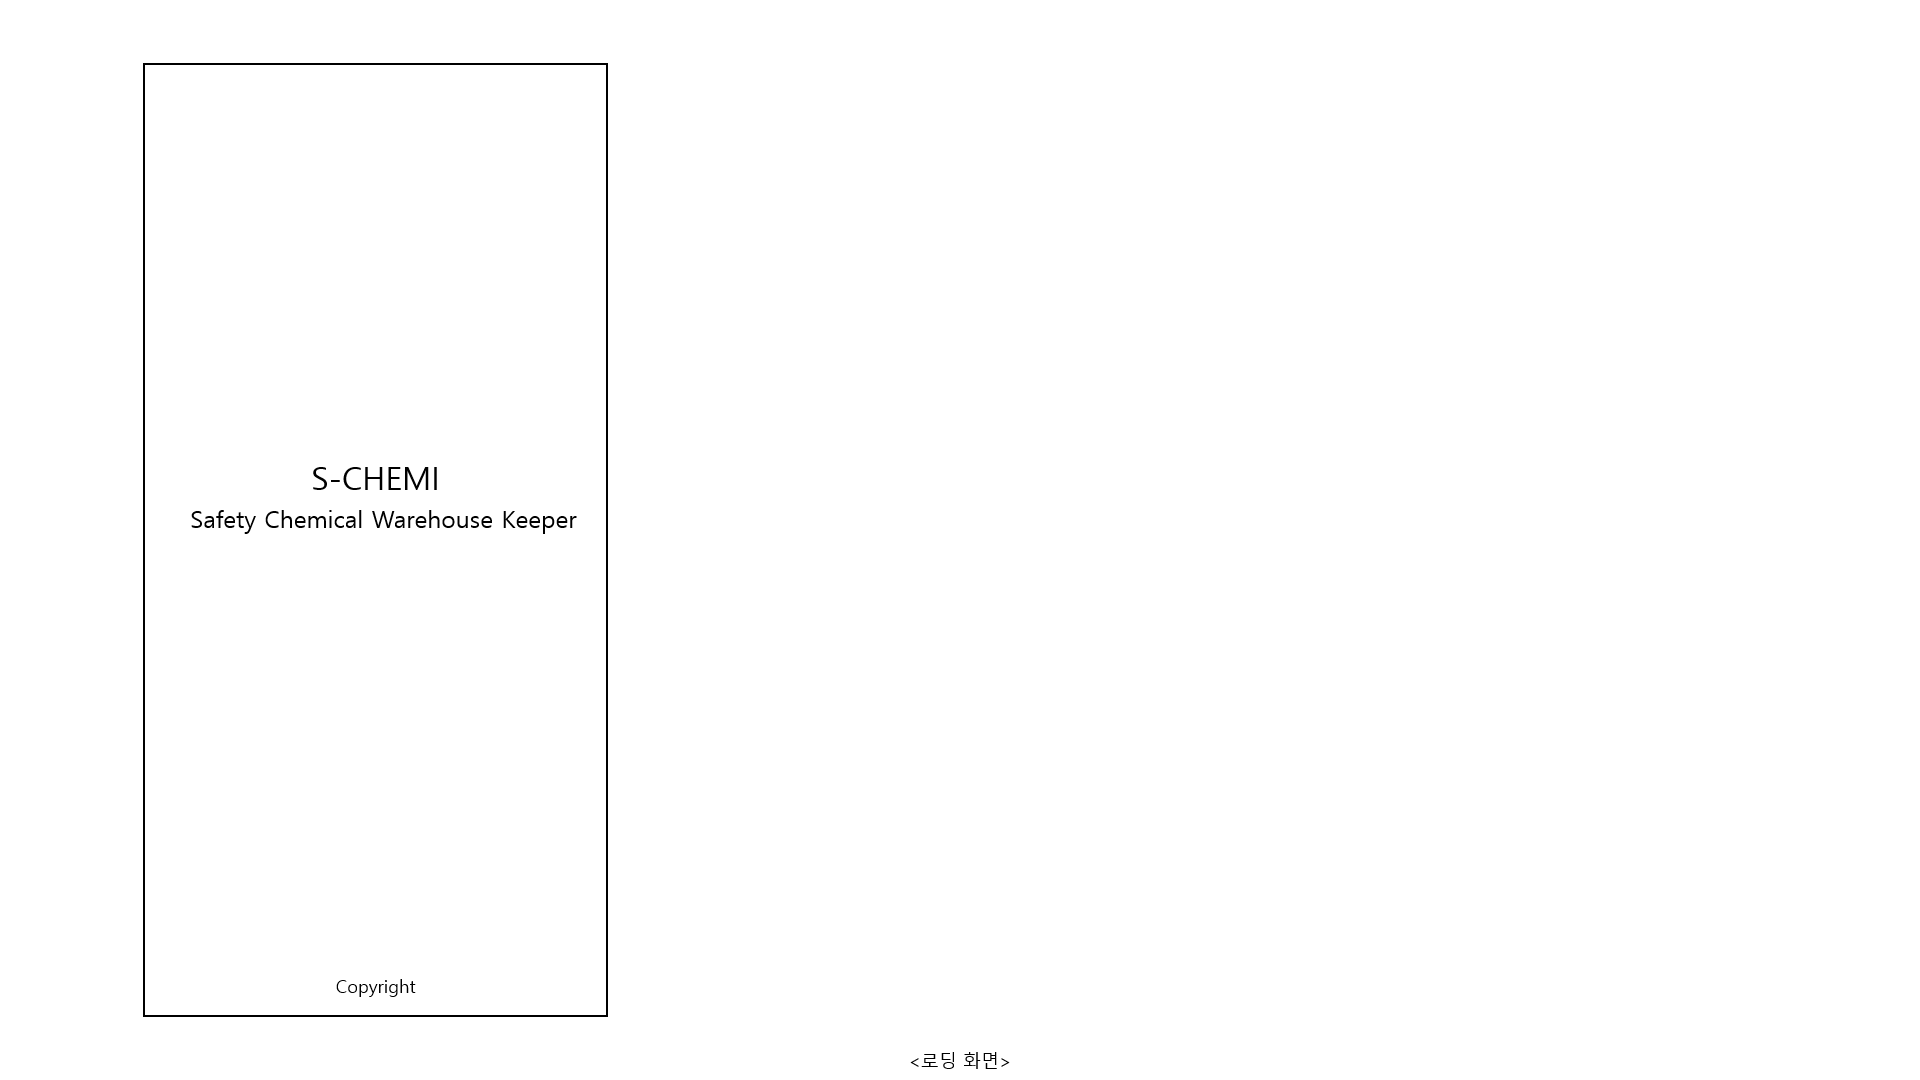 S-CHEMI
Safety Chemical Warehouse Keeper
Copyright
<로딩 화면>